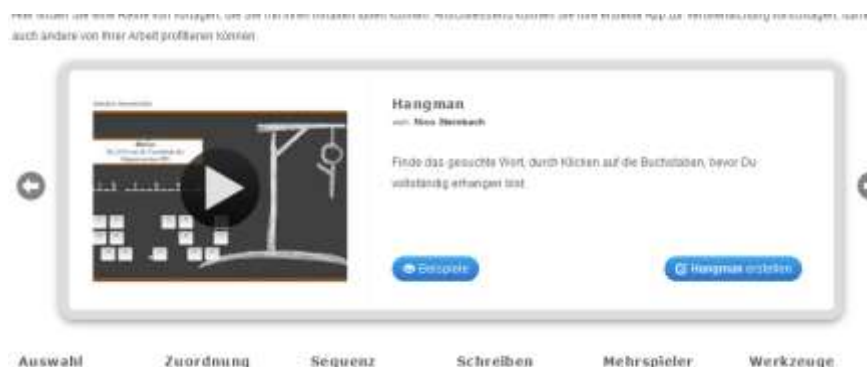 auch andere von Ihrer Arbeit profitieren können.
Hangman
von Nico Steinbach
Finde das gesuchte Wort, durch Klicken auf die Buchstaben, bevor Du
vollständig erhangen bist.
Beispiele
Hangman erstellen
Auswahl
Zuordnung
Sequenz
Schreiben
Mehrspieler
Werkzeuge